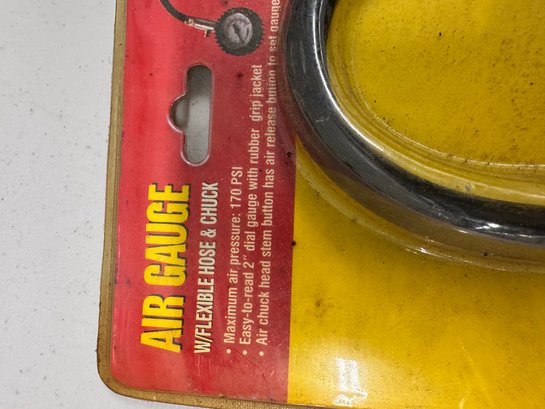 AIR GAUGE
W/FLEXIBLE HOSE & CHUCK
• Maximum air pressure: 170 PSI
• Easy-to-read 2" dial gauge with rubber grip jacket
• Air chuck head stem button has air release button to set gauge